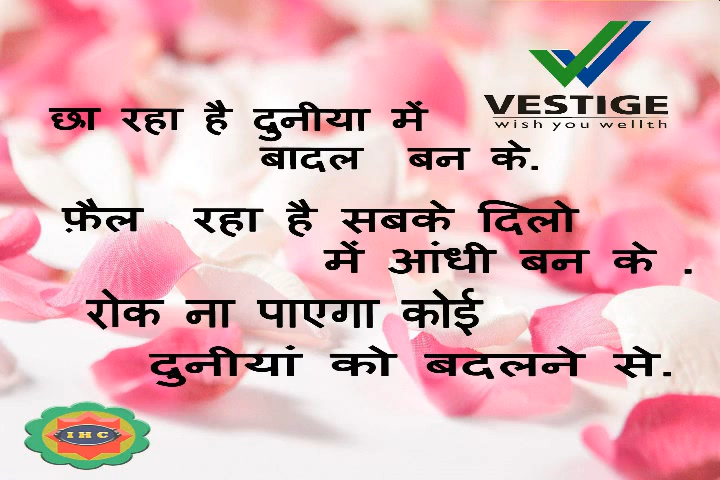 VESTIGE
wish you wellth
छा रहा है दुनीया में
बादल बन के.
फ़ैल रहा है सबके दिलो
में आंधी बन के .
रोक ना पाएगा कोई
दुनीयां को बदलने से.
IHC